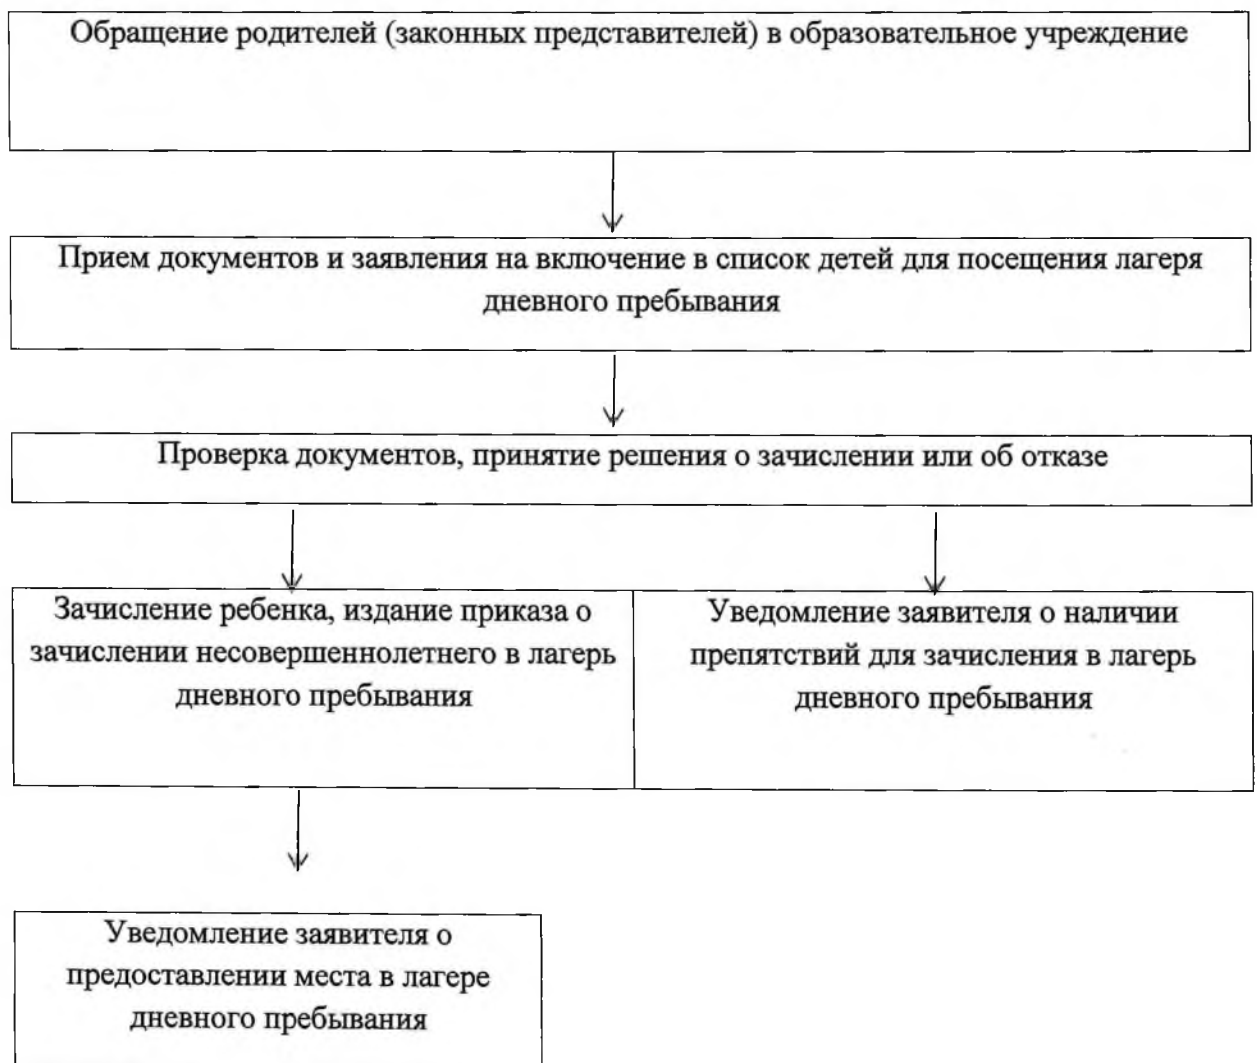 Обращение родителей (законных представителей) в образовательное учреждение
Прием документов и заявления на включение в список детей для посещения лагеря
дневного пребывания
Проверка документов, принятие решения о зачислении или об отказе
Зачисление ребенка, издание приказа о
зачислении несовершеннолетнего в лагерь
дневного пребывания
Уведомление заявителя о наличии
препятствий для зачисления в лагерь
дневного пребывания
Уведомление заявителя о
предоставлении места в лагере
дневного пребывания